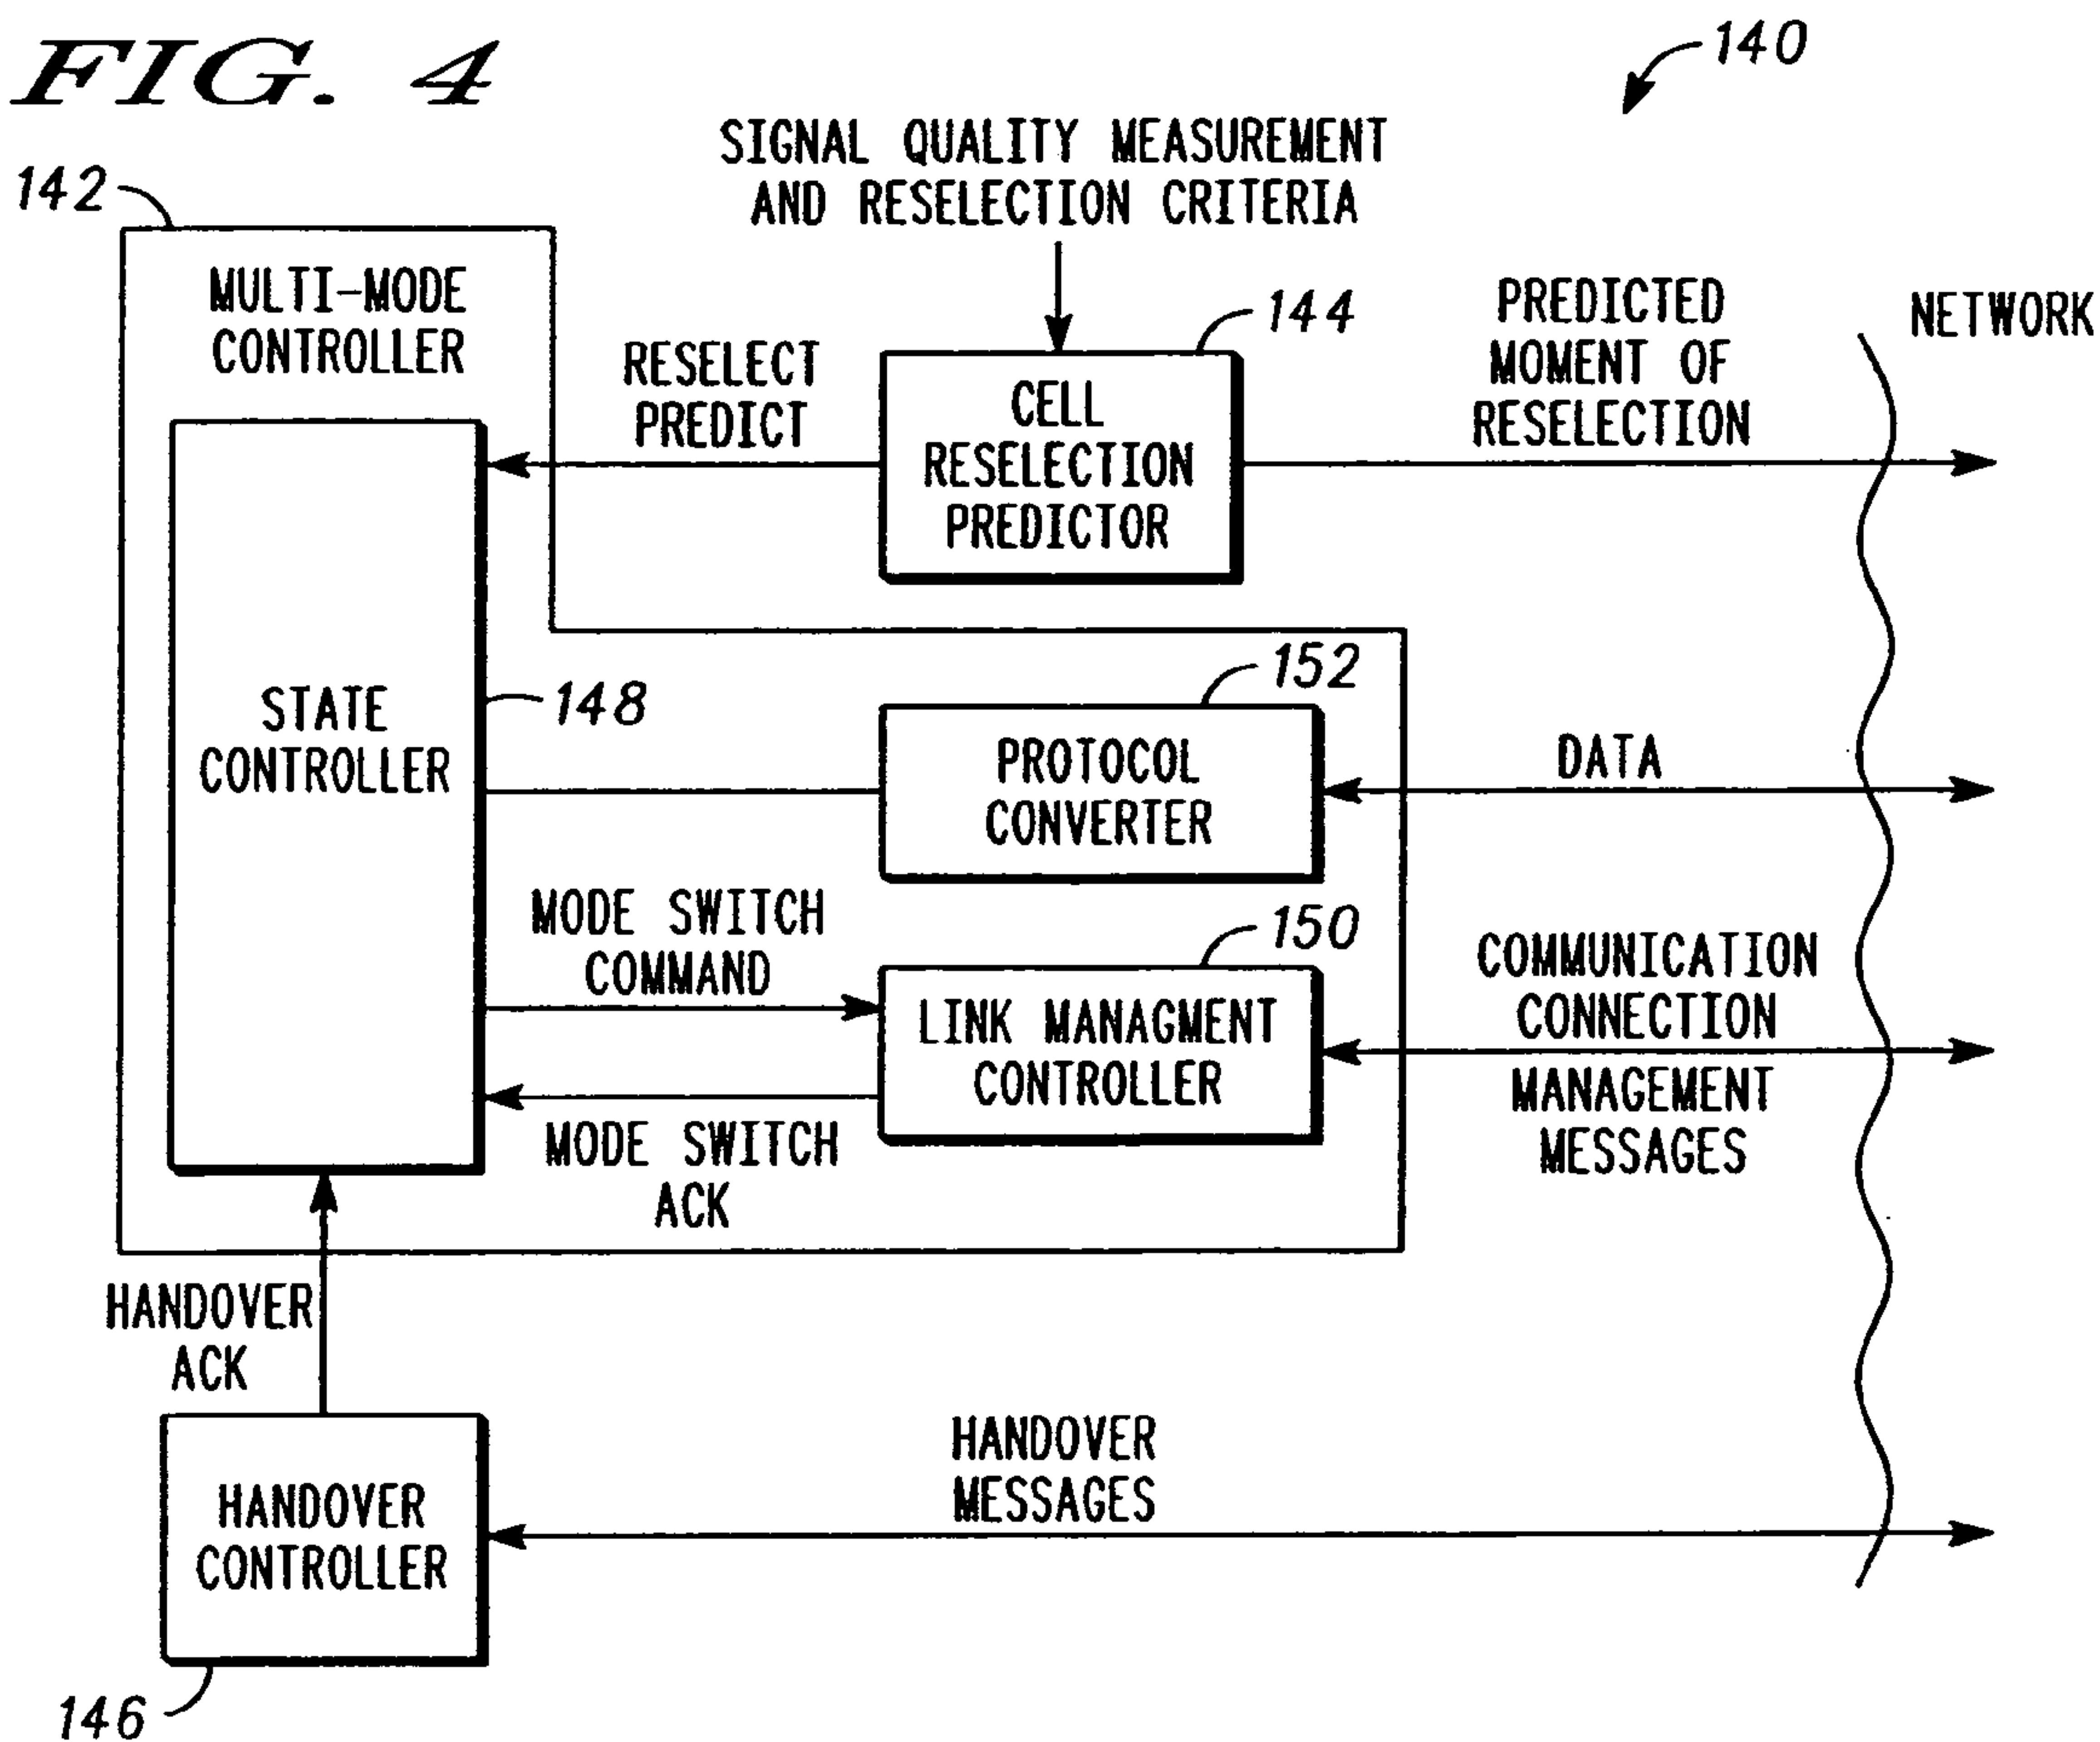 FIG. 4
140
SIGNAL QUALITY MEASUREMENT
AND RESELECTION CRITERIA
142
MULTI-MODE
CONTROLLER
RESELECT
PREDICT
144
CELL
RESELECTION
PREDICTOR
PREDICTED
MOMENT OF
RESELECTION
NETWORK
STATE
CONTROLLER
148
152
PROTOCOL
CONVERTER
DATA
MODE SWITCH
COMMAND
150
LINK MANAGMENT
CONTROLLER
COMMUNICATION
CONNECTION
MANAGEMENT
MESSAGES
MODE SWITCH
ACK
HANDOVER
ACK
HANDOVER
CONTROLLER
HANDOVER
MESSAGES
146